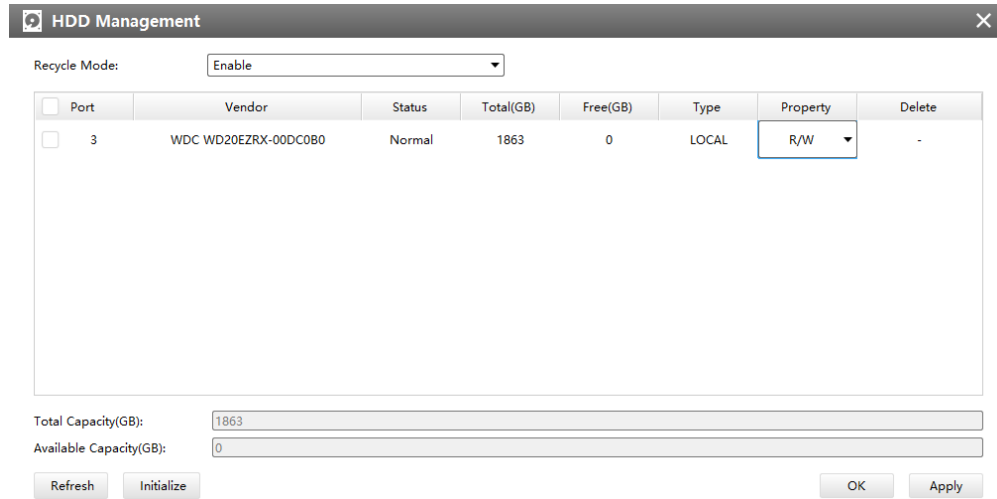 HDD Management
Recycle Mode: Enable
Port Vendor Status Total(GB) Free(GB) Type Property Delete
3 WDC WD20EZRX-00DC0B0 Normal 1863 0 LOCAL R/W -
Total Capacity(GB): 1863
Available Capacity(GB): 0
Refresh Initialize OK Apply